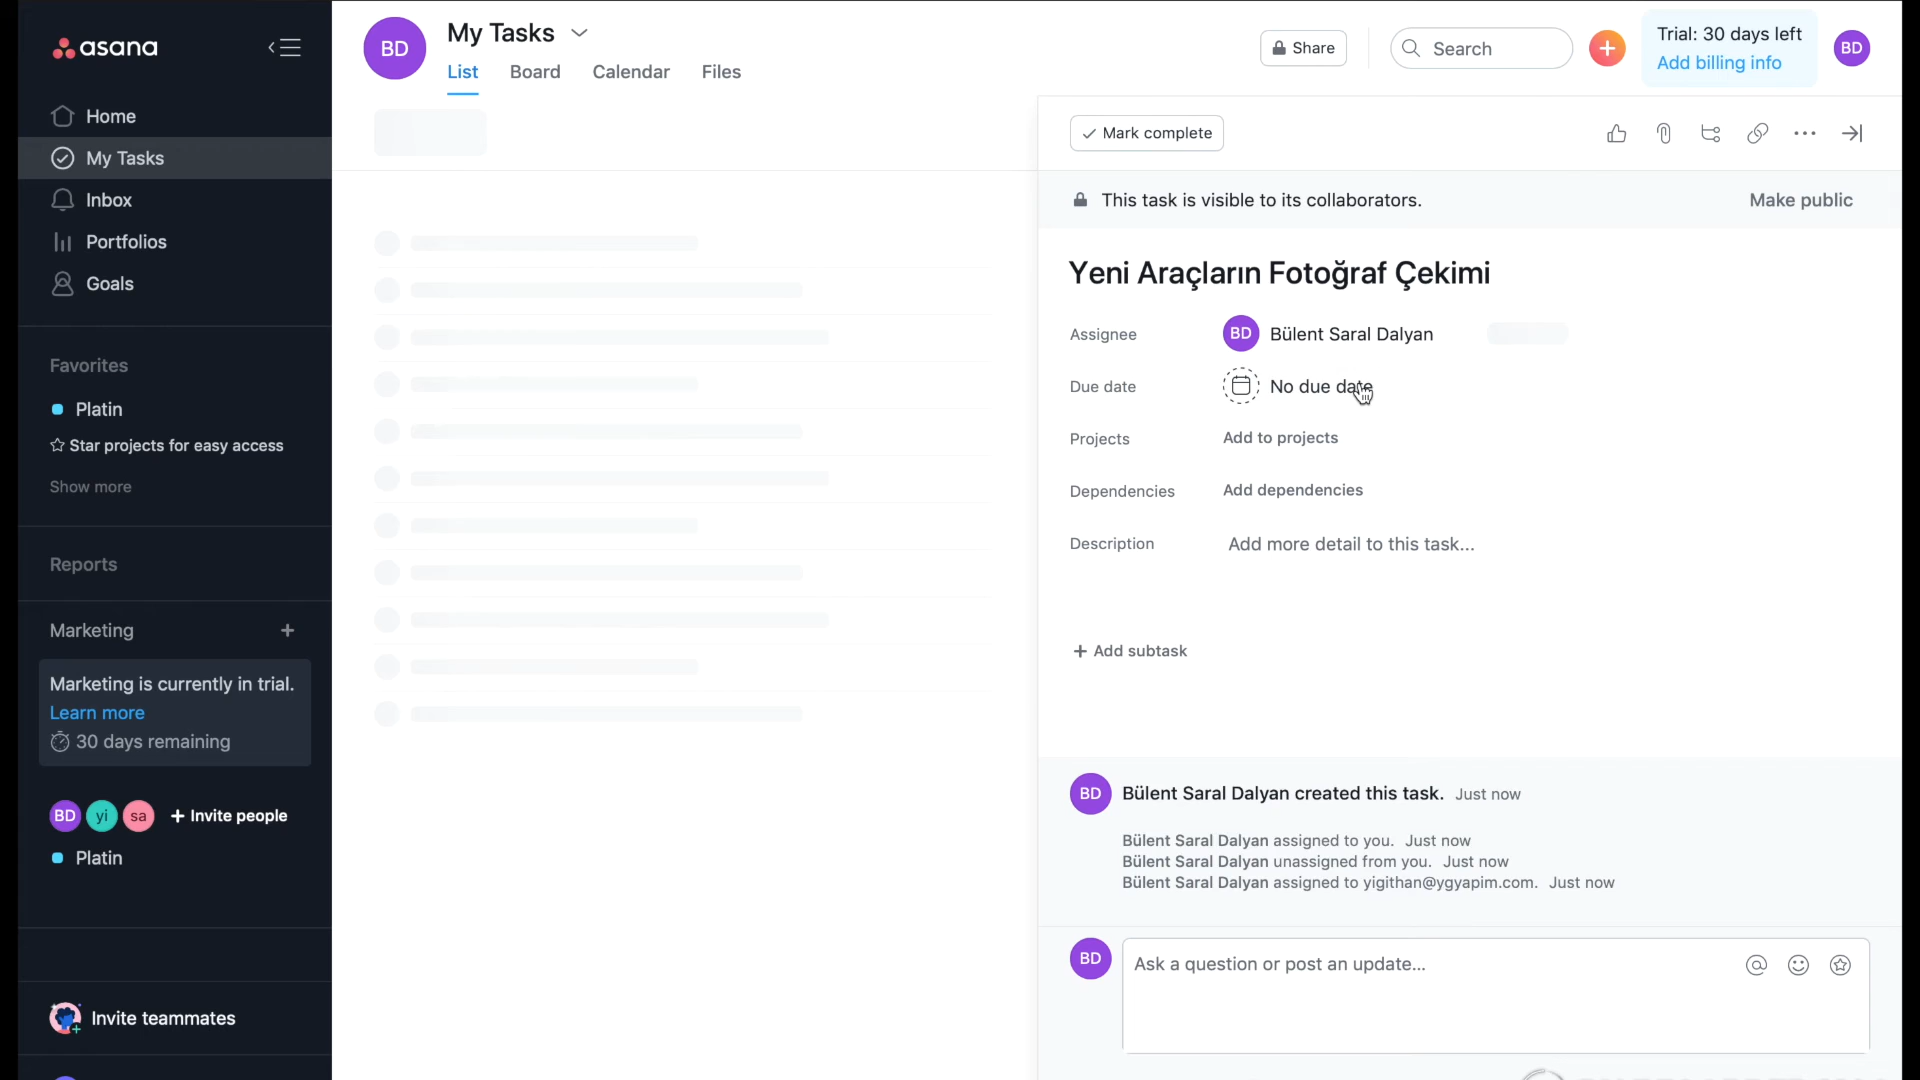 asana
Home
My Tasks
Inbox
Portfolios
Goals
Favorites
Platin
Star projects for easy access
Show more
Reports
Marketing
Marketing is currently in trial.
Learn more
30 days remaining
BD yi sa + Invite people
Platin
Invite teammates
BD
My Tasks
List Board Calendar Files
Share
Search
Trial: 30 days left
Add billing info
BD
Mark complete
This task is visible to its collaborators. Make public
Yeni Araçların Fotoğraf Çekimi
Assignee BD Bülent Saral Dalyan
Due date No due date
Projects Add to projects
Dependencies Add dependencies
Description Add more detail to this task...
+ Add subtask
BD Bülent Saral Dalyan created this task. Just now
Bülent Saral Dalyan assigned to you. Just now
Bülent Saral Dalyan unassigned from you. Just now
Bülent Saral Dalyan assigned to yigithan@ygyapim.com. Just now
BD Ask a question or post an update...